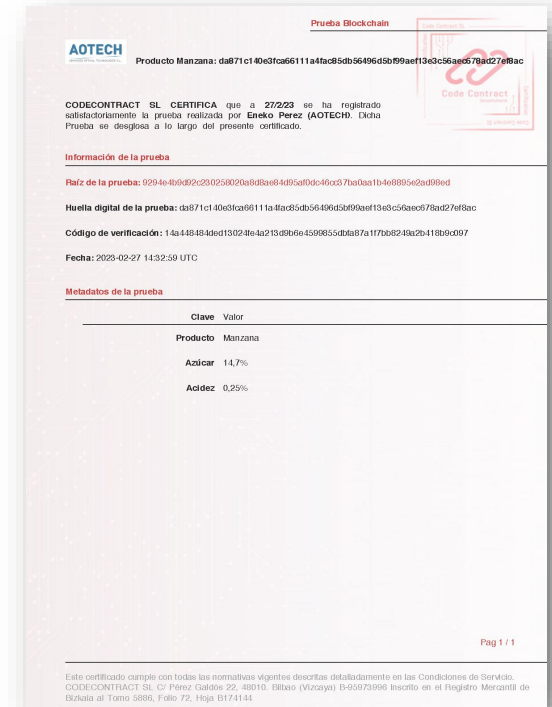 Prueba Blockchain
AOTECH
Producto Manzana: da871c140e3fca66111a4fac85db56496d5bf99aef13e3c56aec678ad27ef8ac
Code Contract
CODECONTRACT SL CERTIFICA que a 27/2/23 se ha registrado
satisfactoriamente la prueba realizada por Eneko Perez (AOTECH). Dicha
Prueba se desglosa a lo largo del presente certificado.
Información de la prueba
Raíz de la prueba: 9294e4b9d92c230258020a8d8ae84d95af0dc46cc37ba0aa1b4e8895e2ad98ed
Huella digital de la prueba: da871c140e3fca66111a4fac85db56496d5bf99aef13e3c56aec678ad27ef8ac
Código de verificación: 14a448484ded13024fe4a213d9b6e4599855dbfa87a1f7bb8249a2b418b9c097
Fecha: 2023-02-27 14:32:59 UTC
Metadatos de la prueba
Clave Valor
Producto Manzana
Azúcar 14,7%
Acidez 0,25%
Pag 1 / 1
Este certificado cumple con todas las normativas vigentes descritas detalladamente en las Condiciones de Servicio.
CODECONTRACT SL C/ Pérez Galdós 22, 48010. Bilbao (Vizcaya) B-95973996 Inscrito en el Registro Mercantil de
Bizkaia al Tomo 5886, Folio 72, Hoja B174144